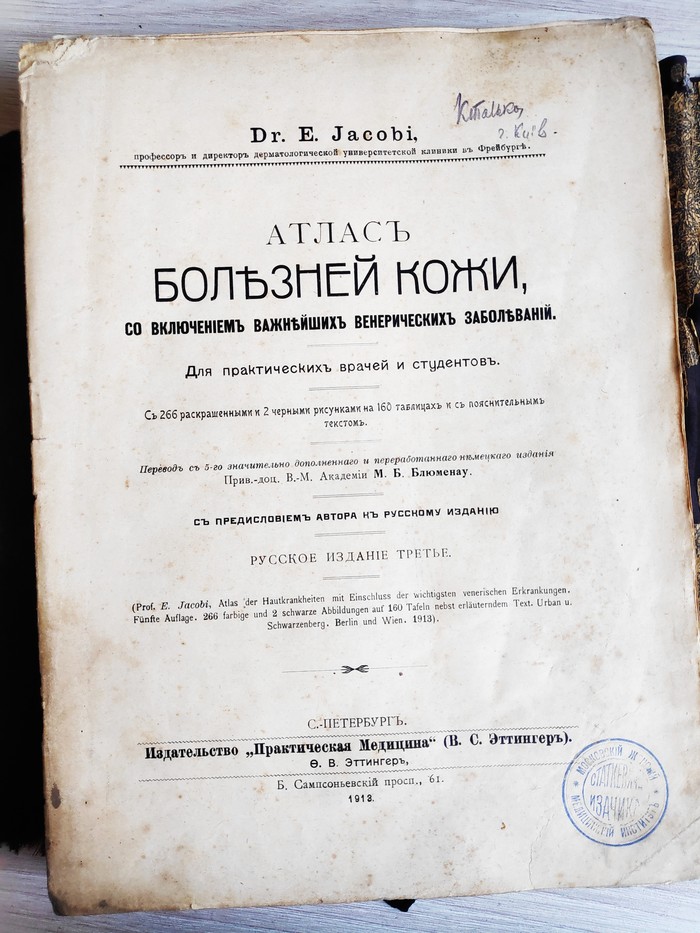 г. Київ.
Dr. E. Jacobi,
профессоръ и директоръ дерматологической университетской клиники въ Фрейбургѣ.
АТЛАСЪ
БОЛѢЗНЕЙ КОЖИ,
СО ВКЛЮЧЕНІЕМЪ ВАЖНѢЙШИХЪ ВЕНЕРИЧЕСКИХЪ ЗАБОЛѢВАНІЙ.
Для практическихъ врачей и студентовъ.
Съ 266 раскрашенными и 2 черными рисунками на 160 таблицахъ и съ пояснительнымъ
текстомъ.
Переводъ съ 5-го значительно дополненнаго и переработаннаго нѣмецкаго изданія
Прив.-доц. В.-М. Академіи М. Б. Блюменау.
СЪ ПРЕДИСЛОВІЕМЪ АВТОРА КЪ РУССКОМУ ИЗДАНІЮ
РУССКОЕ ИЗДАНІЕ ТРЕТЬЕ.
(Prof. E. Jacobi, Atlas der Hautkrankheiten mit Einschluss der wichtigsten venerischen Erkrankungen.
Fünfte Auflage. 266 farbige und 2 schwarze Abbildungen auf 160 Tafeln nebst erläuterndem Text. Urban u.
Schwarzenberg. Berlin und Wien. 1913).
С.-ПЕТЕРБУРГЪ.
Издательство „Практическая Медицина“ (В. С. Эттингеръ).
Ѳ. В. Эттингеръ,
Б. Сампсоньевскій просп., 61.
1913.
МЕДИЦИНСКІЙ ИНСТИТУТЪ